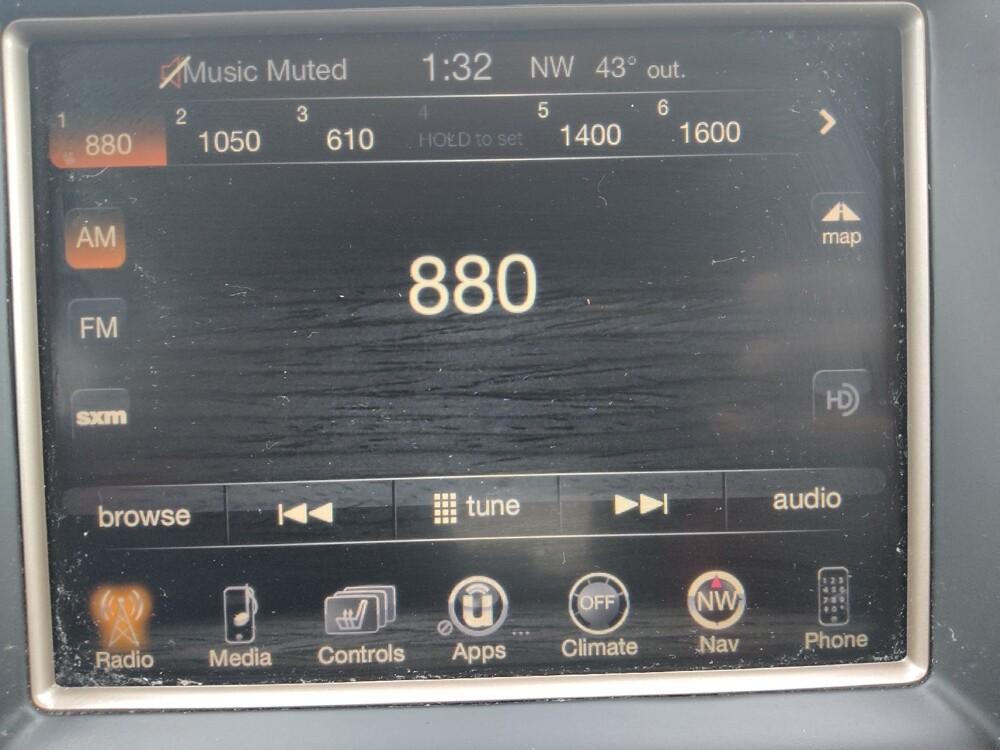 Music Muted 1:32 NW 43° out.
1 2 3 4 5 6
880 1050 610 HOLD to set 1400 1600
AM
map
880
FM
HD
sxm
browse tune audio
OFF NW
Radio Media Controls Apps Climate Nav Phone